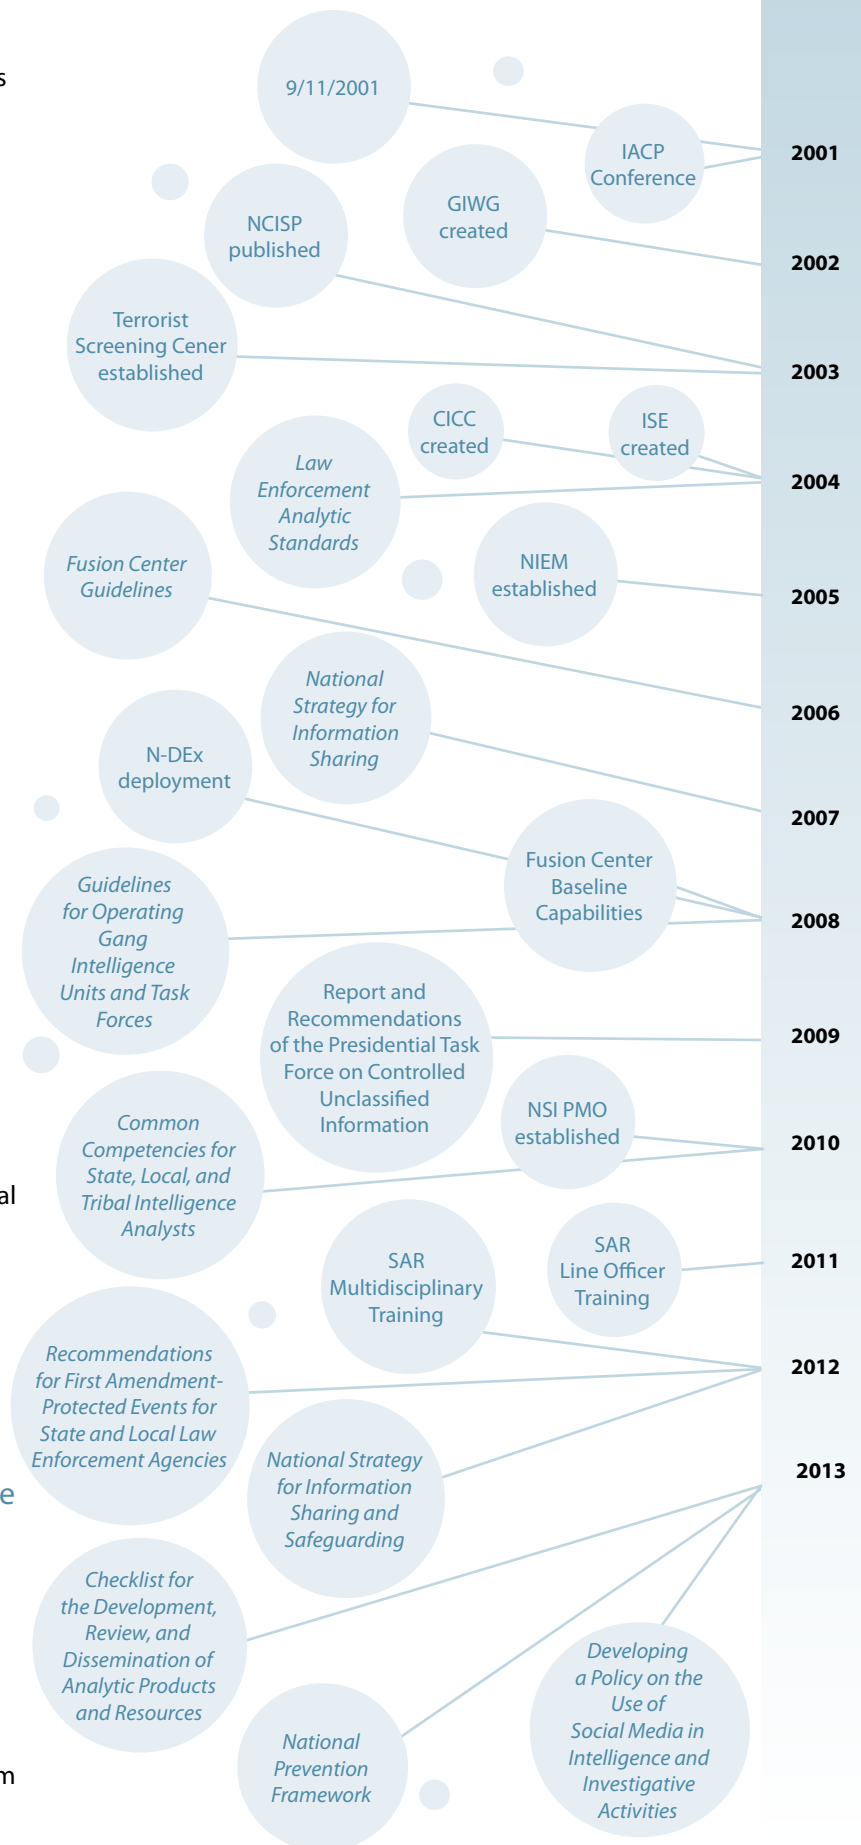 s
9/11/2001
IACP
Conference
2001
GIWG
created
2002
NCISP
published
Terrorist
Screening Cener
established
2003
CICC
created
ISE
created
Law
Enforcement
Analytic
Standards
2004
NIEM
established
2005
Fusion Center
Guidelines
2006
National
Strategy for
Information
Sharing
2007
N-DEx
deployment
Fusion Center
Baseline
Capabilities
Guidelines
for Operating
Gang
Intelligence
Units and Task
Forces
2008
Report and
Recommendations
of the Presidential Task
Force on Controlled
Unclassified
Information
2009
NSI PMO
established
Common
Competencies for
State, Local, and
Tribal Intelligence
Analysts
2010
al
SAR
Line Officer
Training
2011
SAR
Multidisciplinary
Training
Recommendations
for First Amendment-
Protected Events for
State and Local Law
Enforcement Agencies
National Strategy
for Information
Sharing and
Safeguarding
2012
e
2013
Checklist for
the Development,
Review, and
Dissemination of
Analytic Products
and Resources
National
Prevention
Framework
Developing
a Policy on the
Use of
Social Media in
Intelligence and
Investigative
Activities
m